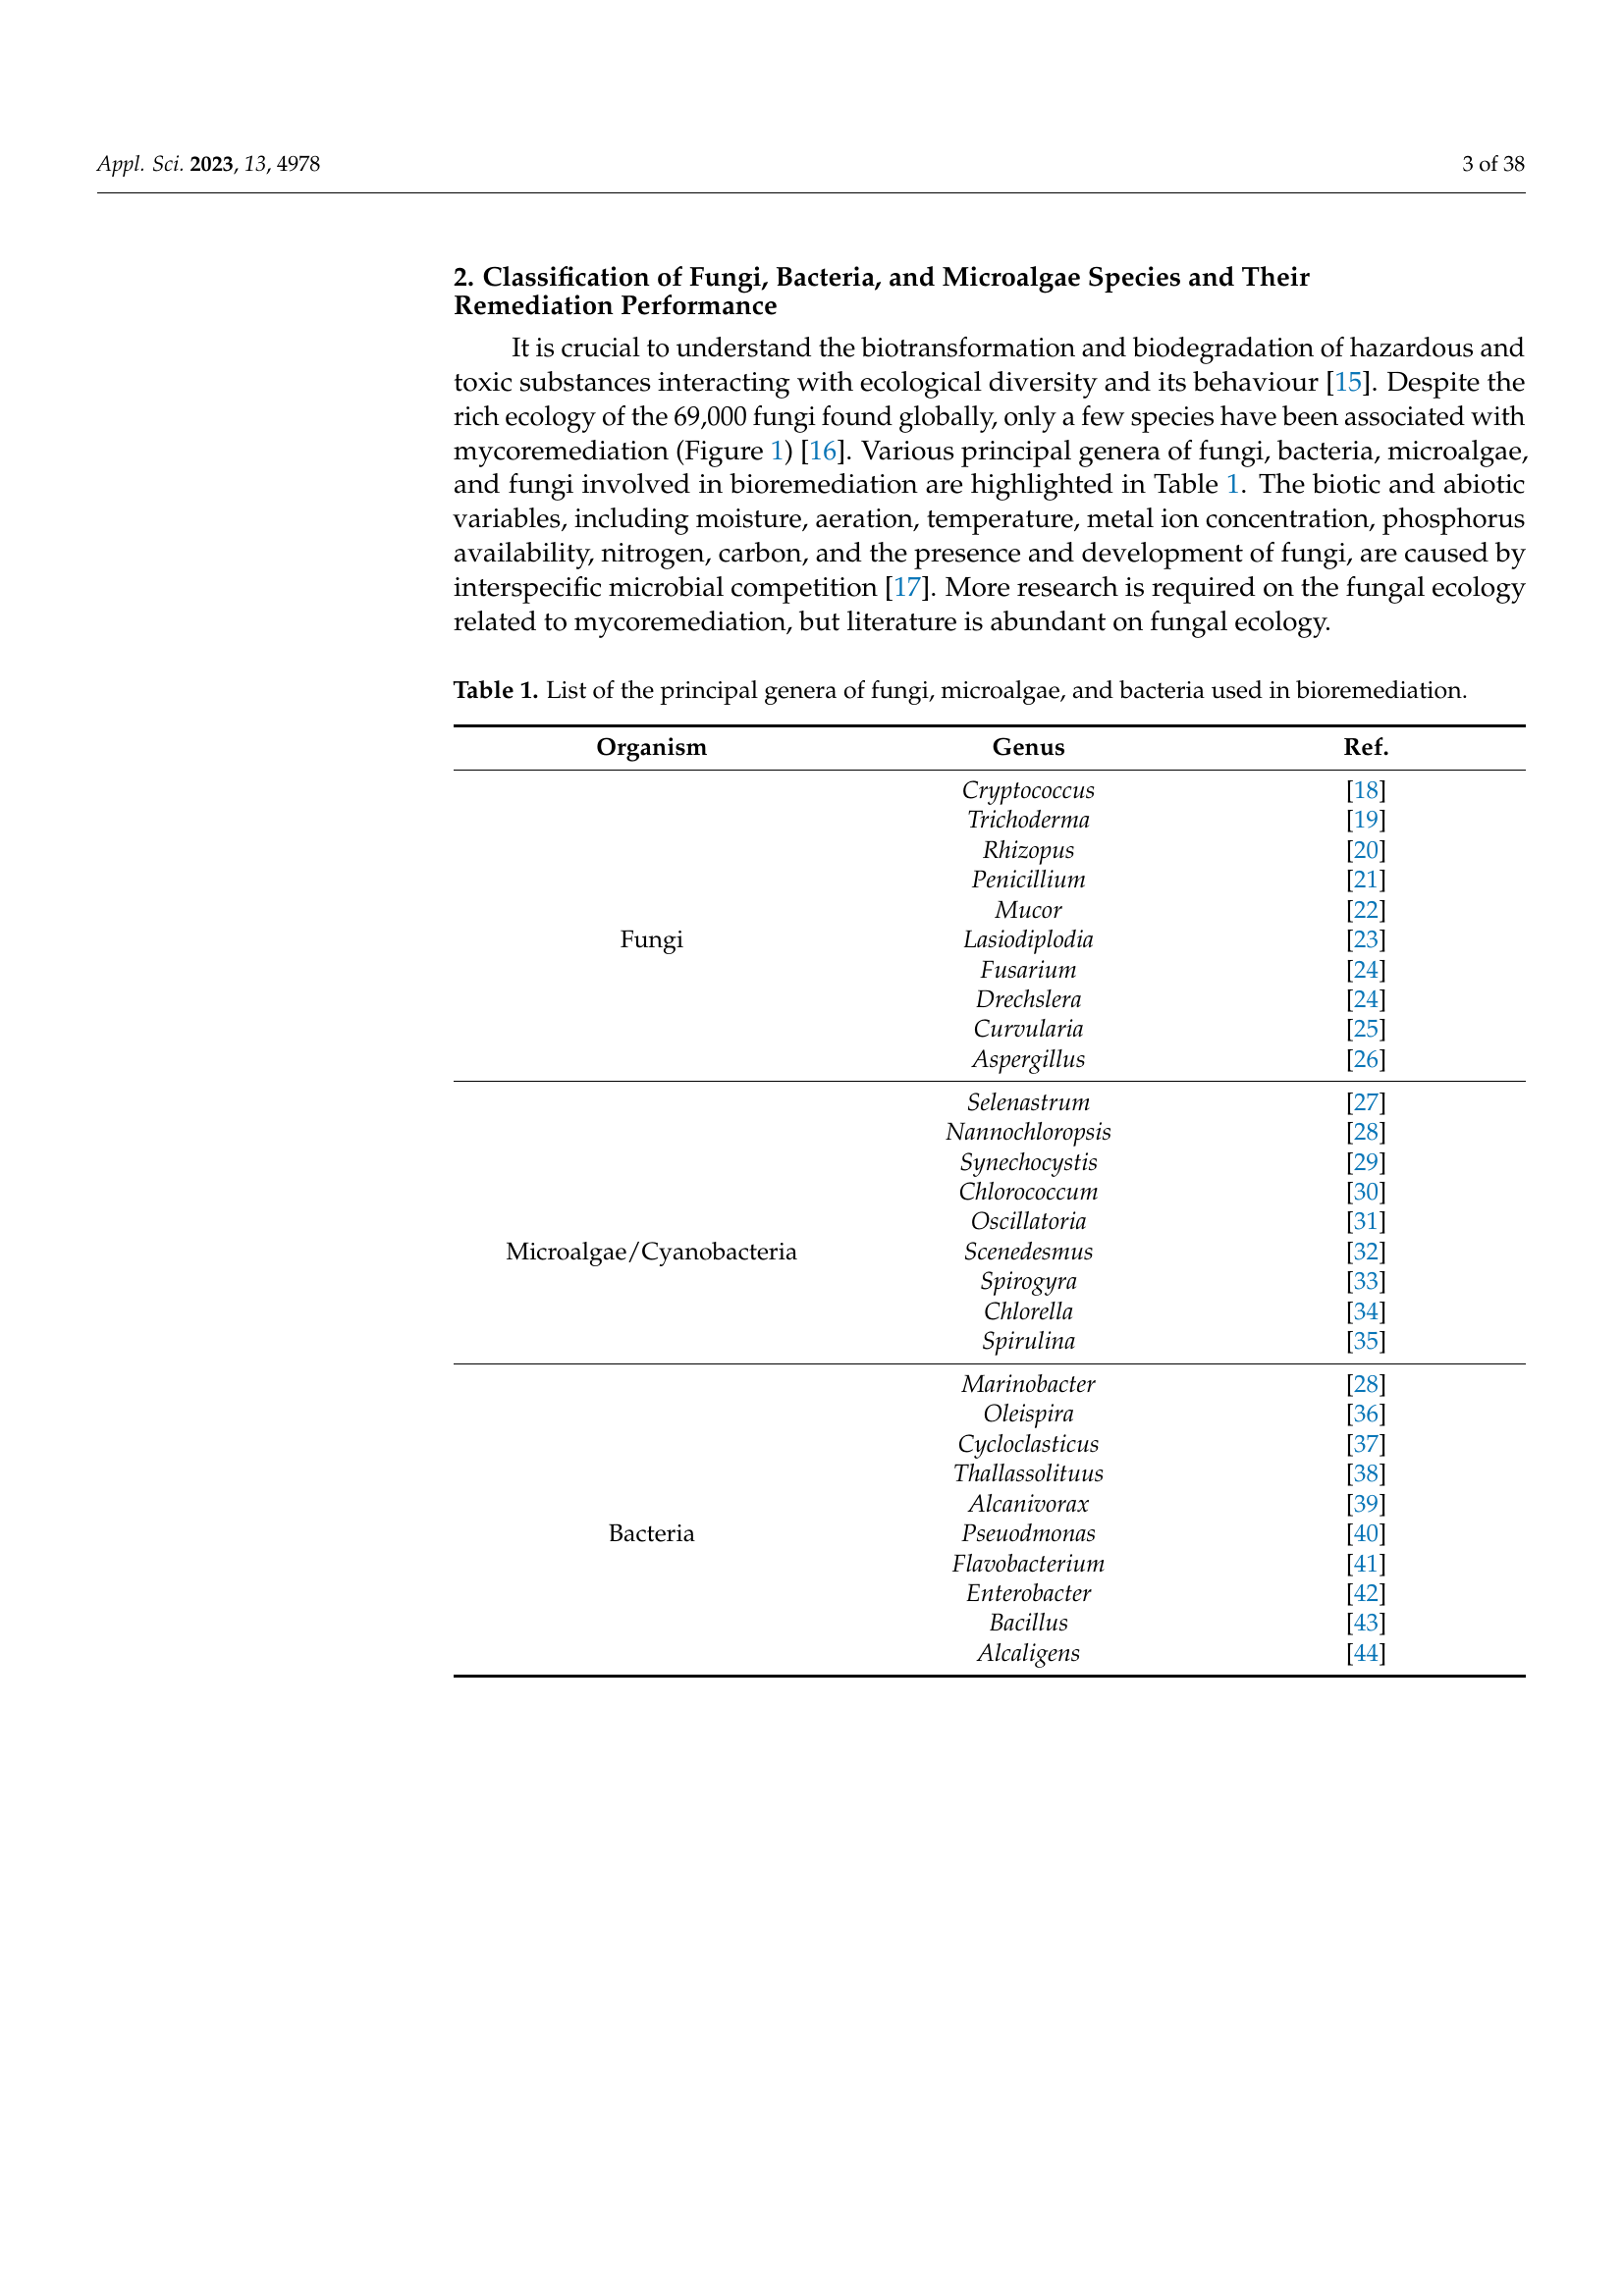 Appl. Sci. 2023, 13, 4978 3 of 38
2. Classification of Fungi, Bacteria, and Microalgae Species and Their
Remediation Performance
It is crucial to understand the biotransformation and biodegradation of hazardous and
toxic substances interacting with ecological diversity and its behaviour [15]. Despite the
rich ecology of the 69,000 fungi found globally, only a few species have been associated with
mycoremediation (Figure 1) [16]. Various principal genera of fungi, bacteria, microalgae,
and fungi involved in bioremediation are highlighted in Table 1. The biotic and abiotic
variables, including moisture, aeration, temperature, metal ion concentration, phosphorus
availability, nitrogen, carbon, and the presence and development of fungi, are caused by
interspecific microbial competition [17]. More research is required on the fungal ecology
related to mycoremediation, but literature is abundant on fungal ecology.
Table 1. List of the principal genera of fungi, microalgae, and bacteria used in bioremediation.
Organism Genus Ref.
Cryptococcus [18]
Trichoderma [19]
Rhizopus [20]
Penicillium [21]
Mucor [22]
Fungi Lasiodiplodia [23]
Fusarium [24]
Drechslera [24]
Curvularia [25]
Aspergillus [26]
Selenastrum [27]
Nannochloropsis [28]
Synechocystis [29]
Chlorococcum [30]
Oscillatoria [31]
Microalgae/Cyanobacteria Scenedesmus [32]
Spirogyra [33]
Chlorella [34]
Spirulina [35]
Marinobacter [28]
Oleispira [36]
Cycloclasticus [37]
Thallassolituus [38]
Alcanivorax [39]
Bacteria Pseuodmonas [40]
Flavobacterium [41]
Enterobacter [42]
Bacillus [43]
Alcaligens [44]